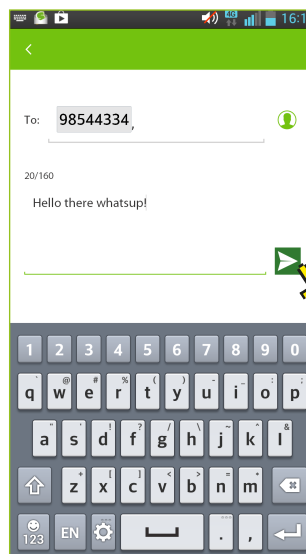 4G 16:1
To: 98544334,
20/160
Hello there whatsup!
1 2 3 4 5 6 7 8 9 0
q w e r t y u i o p
a s d f g h j k l
z x c v b n m
123 EN . ,